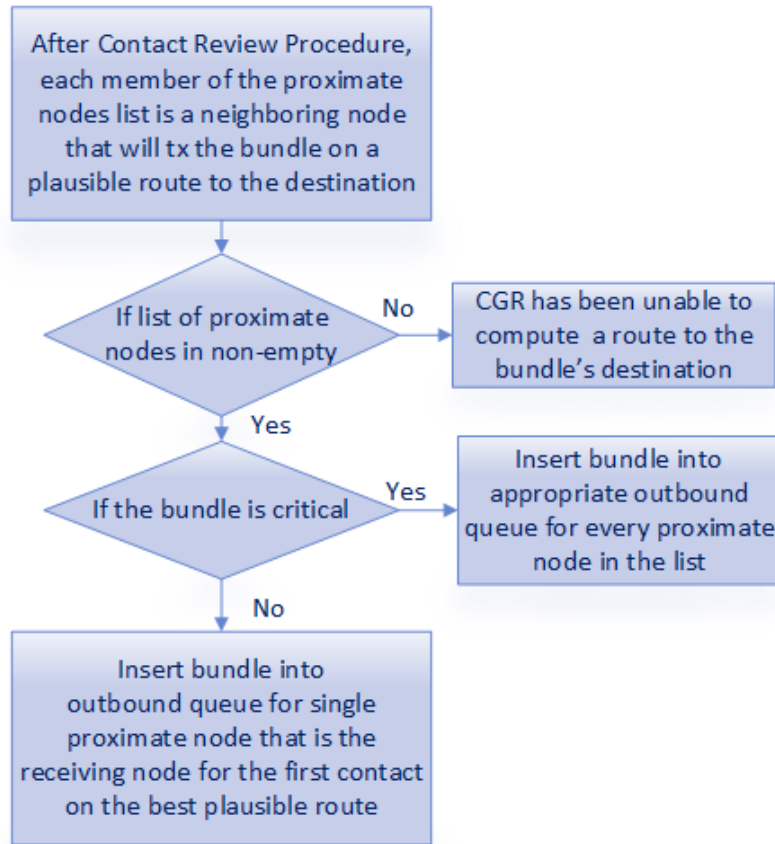 After Contact Review Procedure,
each member of the proximate
nodes list is a neighboring node
that will tx the bundle on a
plausible route to the destination
If list of proximate
nodes in non-empty
No
CGR has been unable to
compute a route to the
bundle's destination
Yes
If the bundle is critical
Yes
Insert bundle into
appropriate outbound
queue for every proximate
node in the list
No
Insert bundle into
outbound queue for single
proximate node that is the
receiving node for the first contact
on the best plausible route